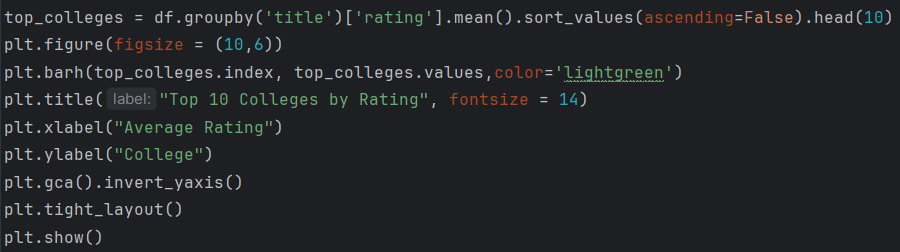 top_colleges = df.groupby('title')['rating'].mean().sort_values(ascending=False).head(10)
plt.figure(figsize = (10,6))
plt.barh(top_colleges.index, top_colleges.values,color='lightgreen')
plt.title( label: "Top 10 Colleges by Rating", fontsize = 14)
plt.xlabel("Average Rating")
plt.ylabel("College")
plt.gca().invert_yaxis()
plt.tight_layout()
plt.show()